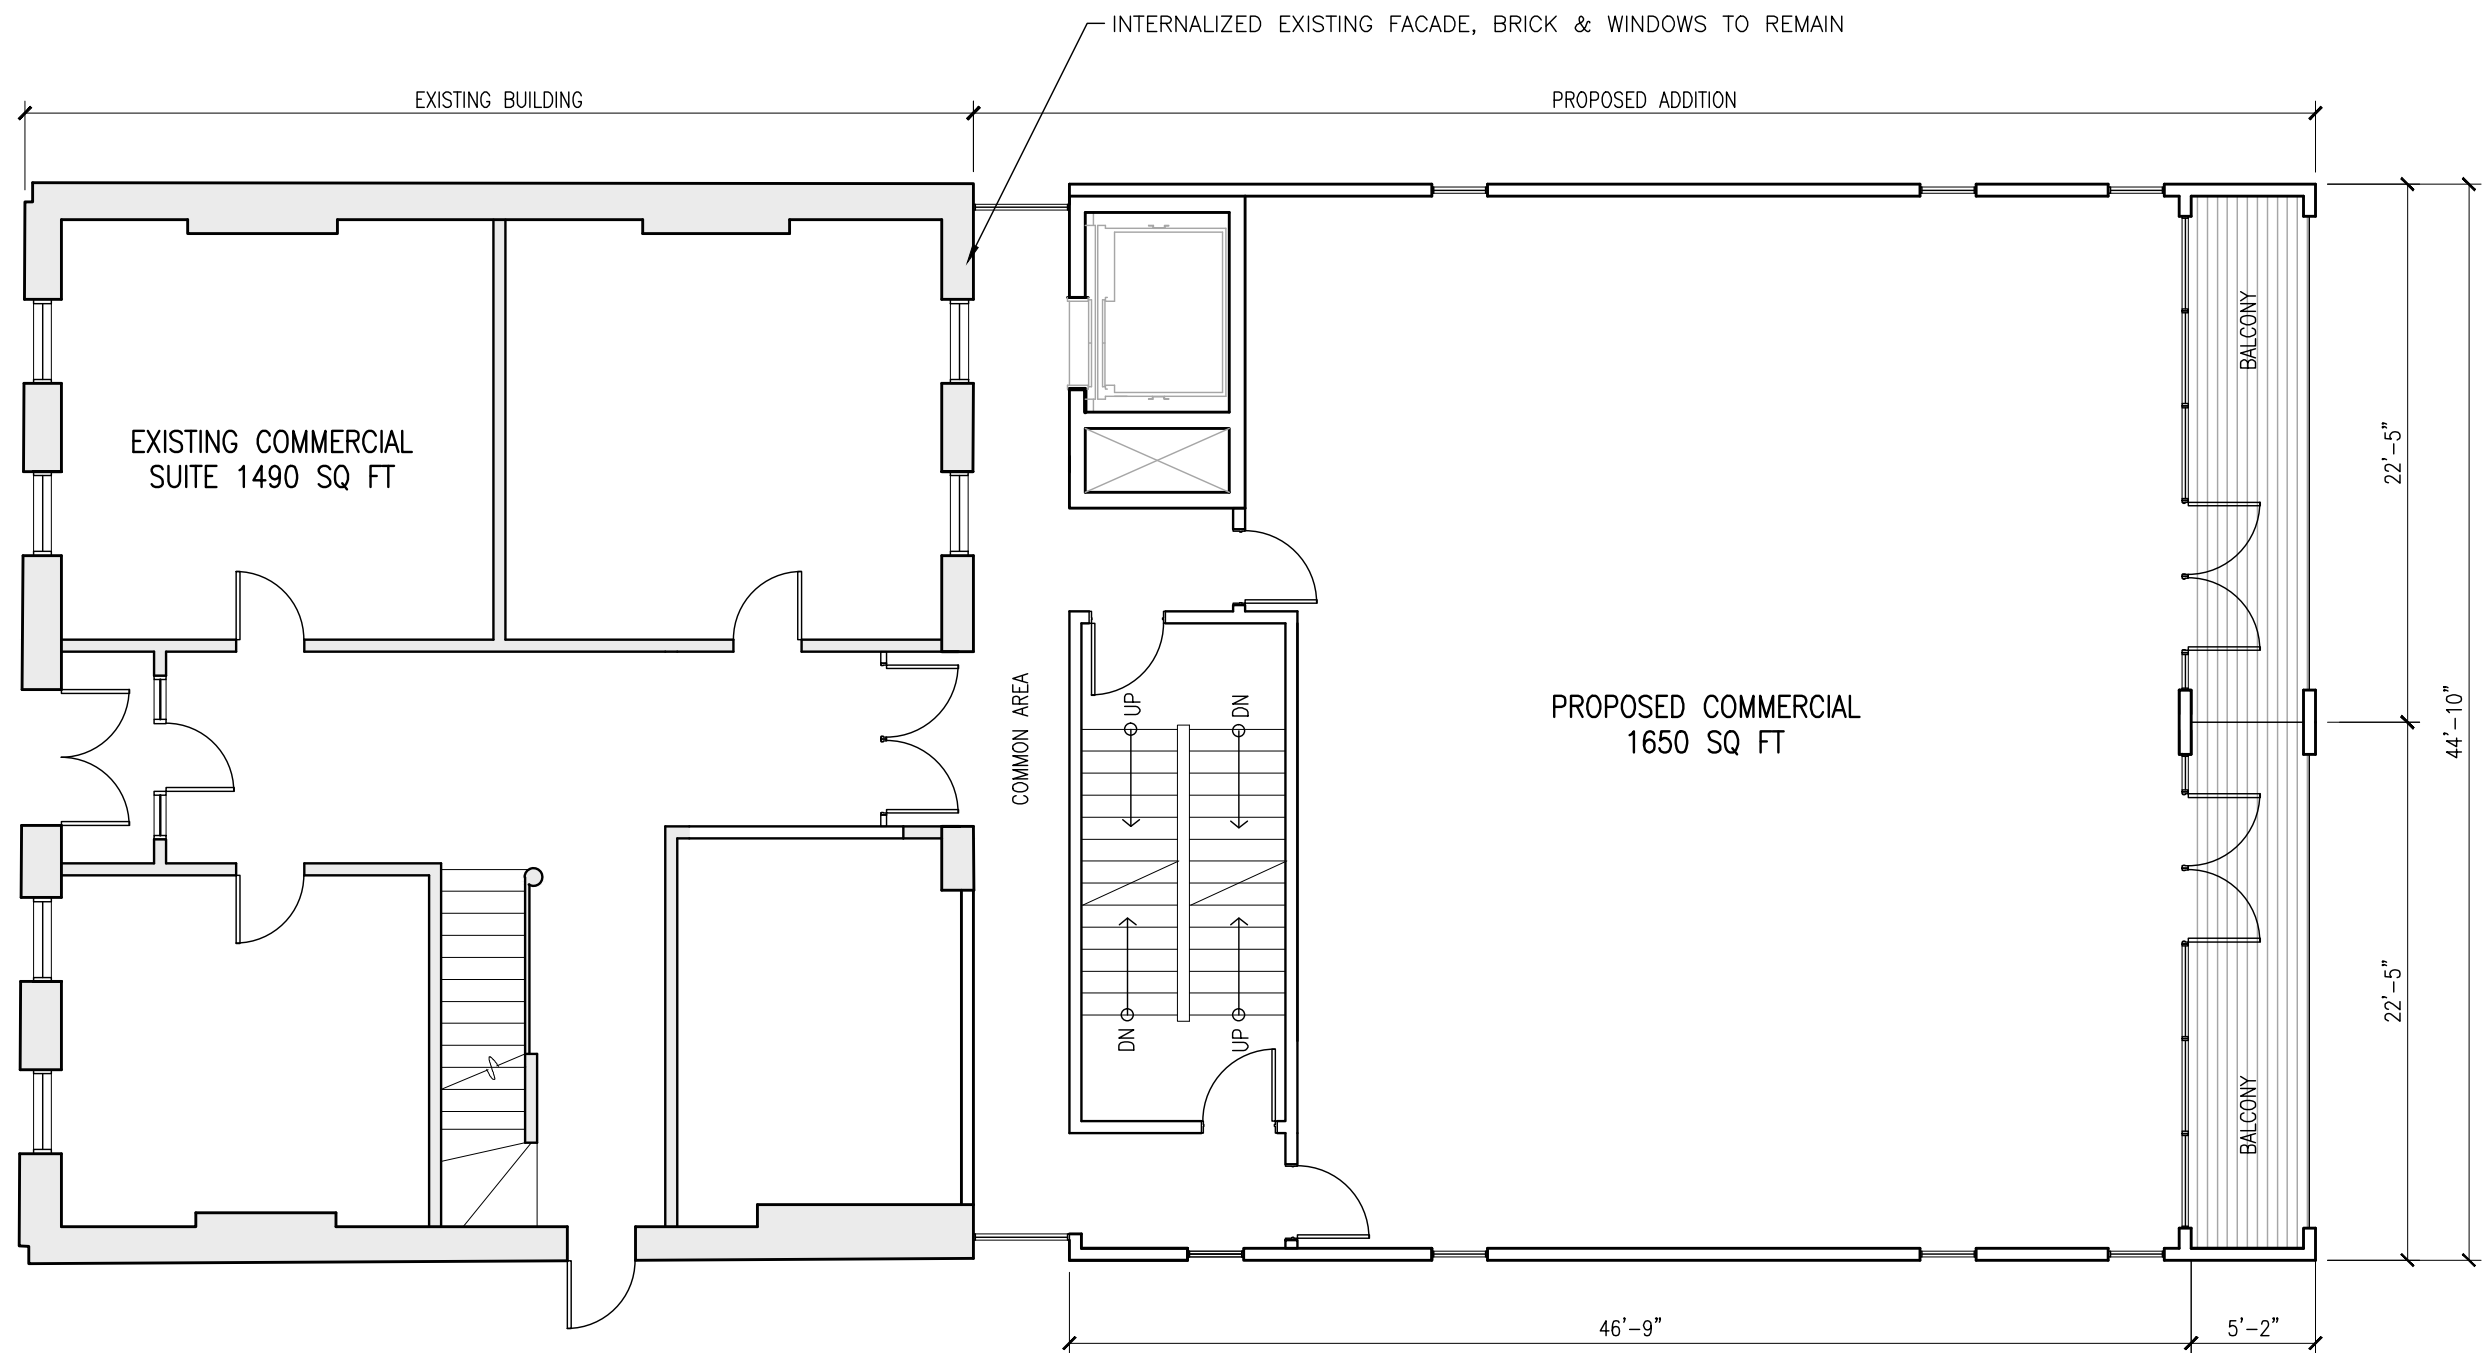 INTERNALIZED EXISTING FACADE, BRICK & WINDOWS TO REMAIN
EXISTING BUILDING
PROPOSED ADDITION
BALCONY
EXISTING COMMERCIAL
SUITE 1490 SQ FT
22'-5"
COMMON AREA
UP
DN
PROPOSED COMMERCIAL
1650 SQ FT
44'-10"
22'-5"
DN
UP
BALCONY
46'-9"
5'-2"